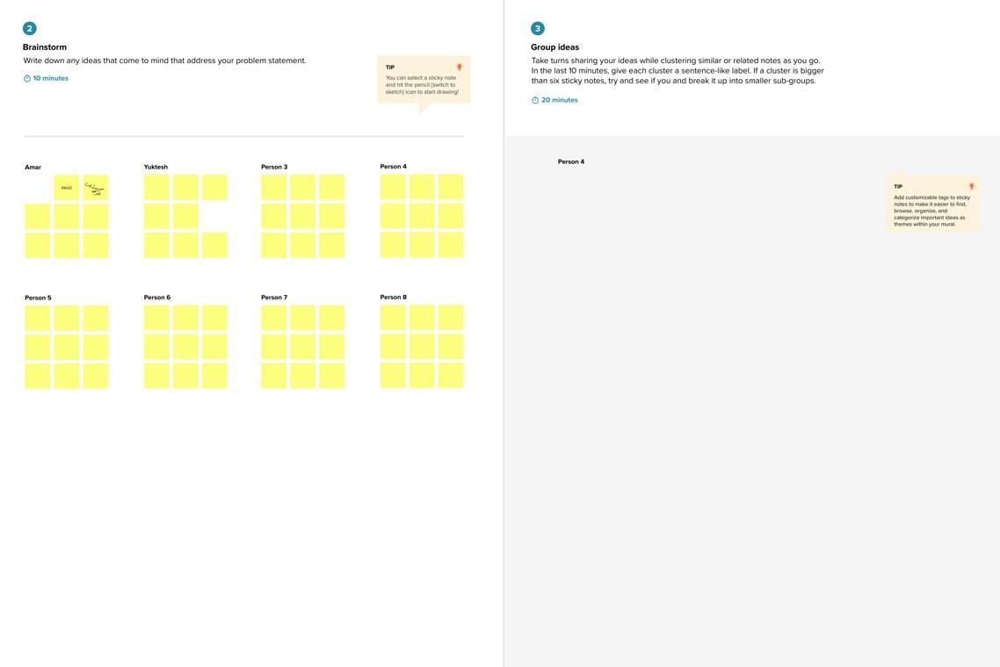 2
Brainstorm
Write down any ideas that come to mind that address your problem statement.
10 minutes
TIP
You can select a sticky note
and hit the pencil [switch to
sketch] icon to start drawing!
Amar
Yuktesh
Person 3
Person 4
Idea2
Person 5
Person 6
Person 7
Person 8
3
Group ideas
Take turns sharing your ideas while clustering similar or related notes as you go.
In the last 10 minutes, give each cluster a sentence-like label. If a cluster is bigger
than six sticky notes, try and see if you and break it up into smaller sub-groups.
20 minutes
Person 4
TIP
Add customizable tags to sticky
notes to make it easier to find,
browse, organize, and
categorize important ideas as
themes within your mural.